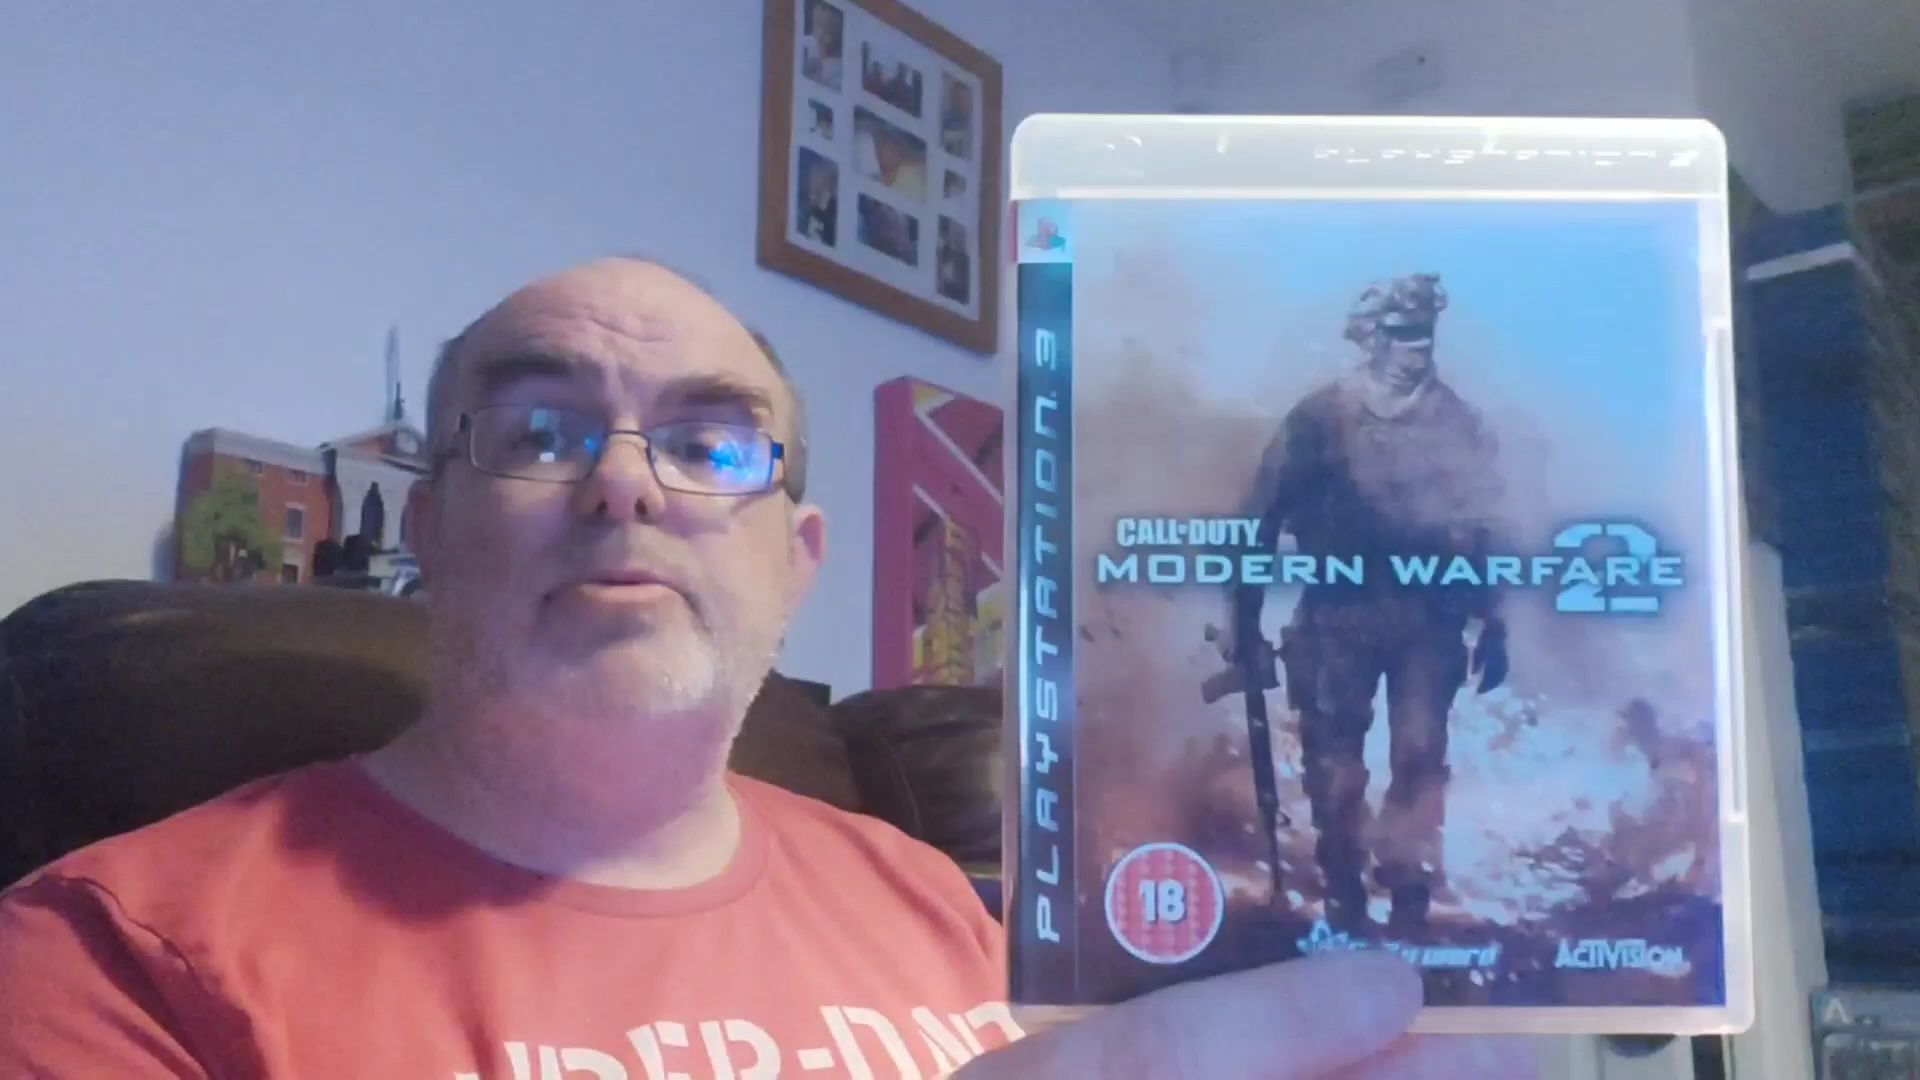 PLAYSTATION 3
CALL OF DUTY
MODERN WARFARE
2
18
ACTIVISION